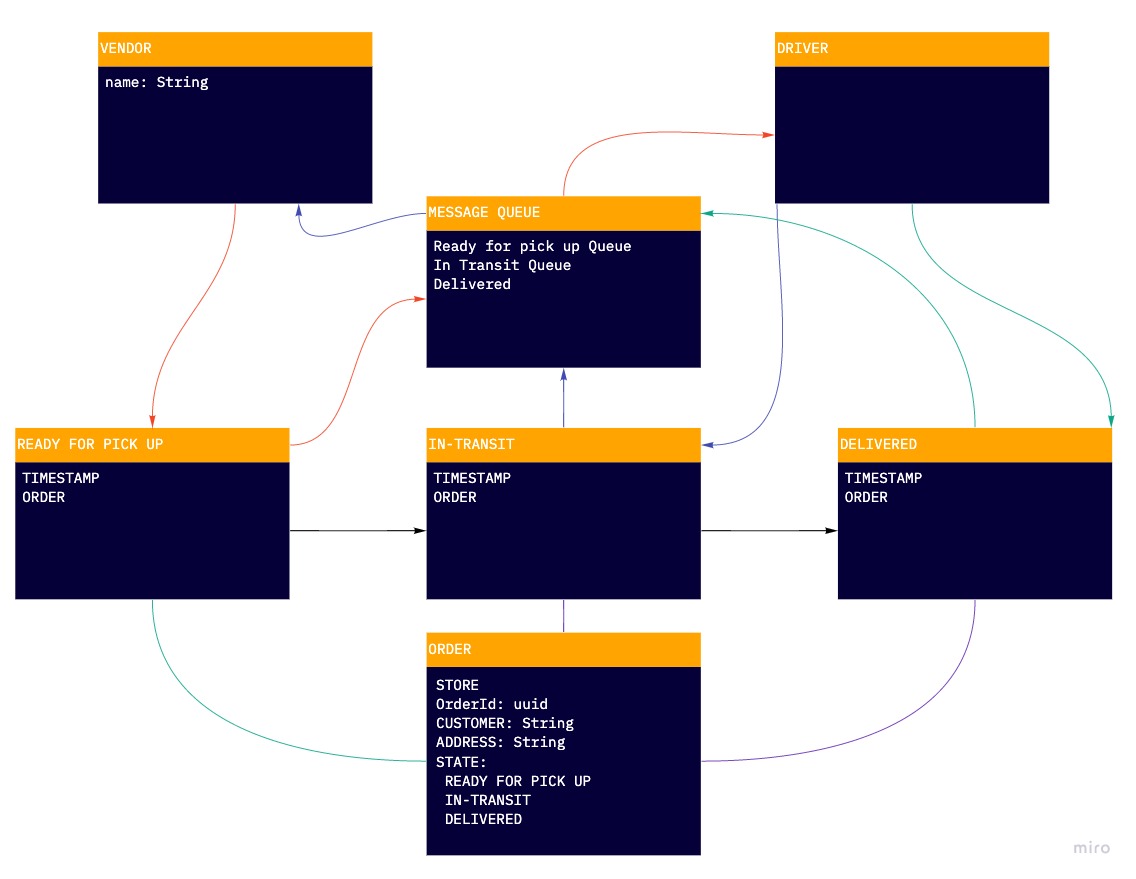 VENDOR
name: String
DRIVER
MESSAGE QUEUE
Ready for pick up Queue
In Transit Queue
Delivered
READY FOR PICK UP
TIMESTAMP
ORDER
IN-TRANSIT
TIMESTAMP
ORDER
DELIVERED
TIMESTAMP
ORDER
ORDER
STORE
OrderId: uuid
CUSTOMER: String
ADDRESS: String
STATE:
READY FOR PICK UP
IN-TRANSIT
DELIVERED
miro